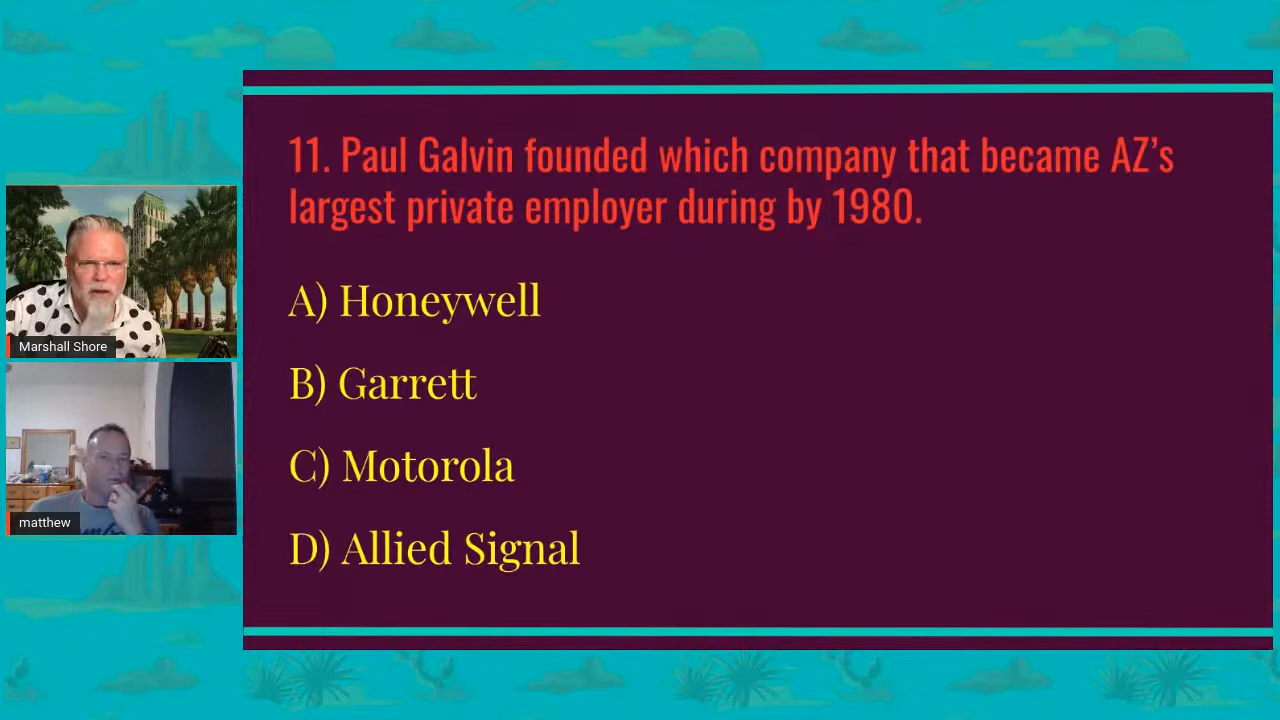 11. Paul Galvin founded which company that became AZ’s
largest private employer during by 1980.
A) Honeywell
B) Garrett
C) Motorola
D) Allied Signal
Marshall Shore
matthew